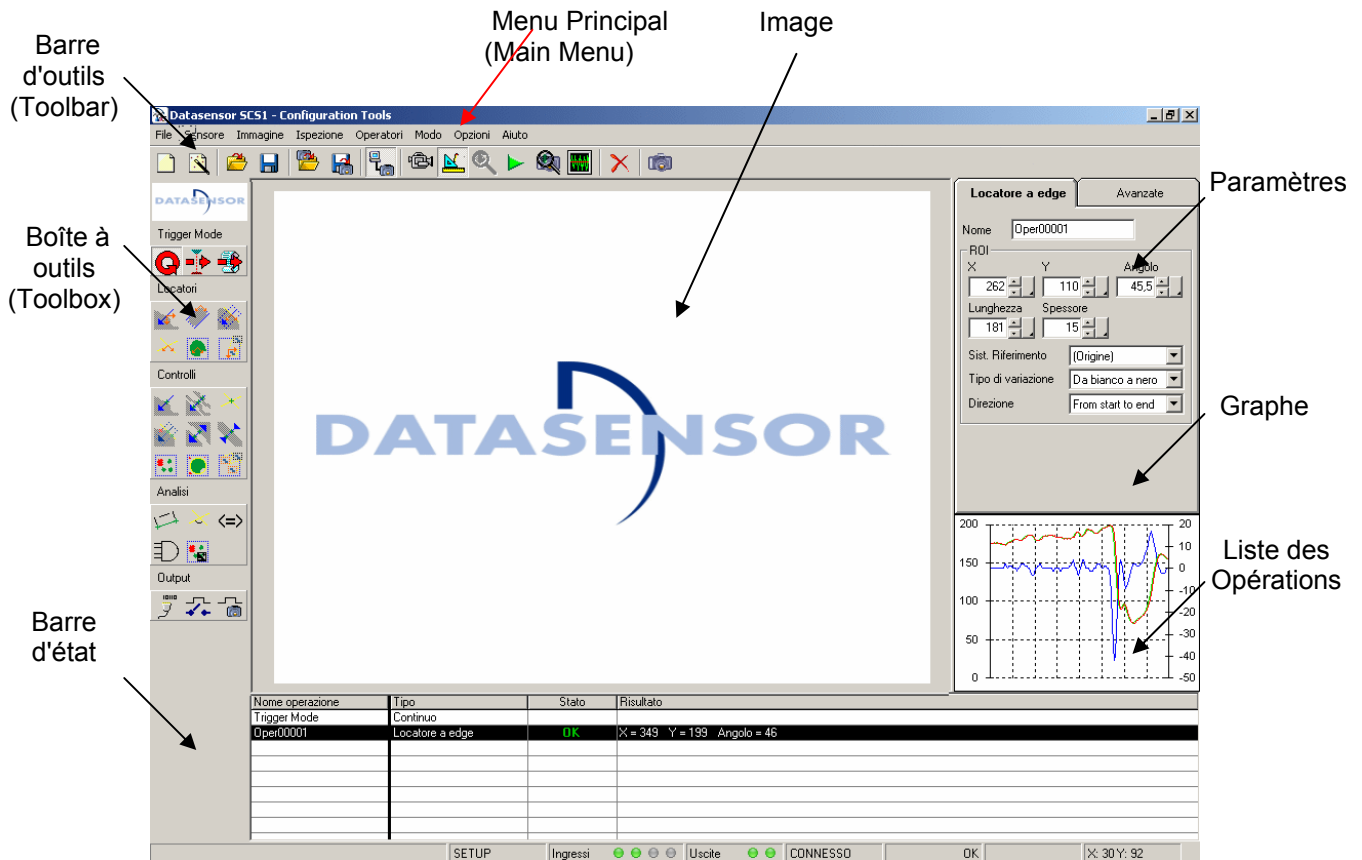 Menu Principal
(Main Menu)
Image
Barre
d'outils
(Toolbar)
Datasensor SCS1 - Configuration Tools
File Sensore Immagine Ispezione Operatori Modo Opzioni Aiuto
DATASENSOR
Trigger Mode
Boîte à
outils
(Toolbox)
Locatori
Controlli
Analisi
Output
Barre
d'état
DATASENSOR
Locatore a edge Avanzate
Paramètres
Nome Oper00001
ROI
X Y Angolo
262 110 45,5
Lunghezza Spessore
181 15
Sist. Riferimento (Origine)
Tipo di variazione Da bianco a nero
Direzione From start to end
Graphe
200 20
10
150 0
-10
100 -20
50 -30
-40
0 -50
Liste des
Opérations
Nome operazione Tipo Stato Risultato
Trigger Mode Continuo
Oper00001 Locatore a edge OK X = 349 Y = 199 Angolo = 46
SETUP Ingressi Uscite CONNESSO OK X: 30 Y: 92